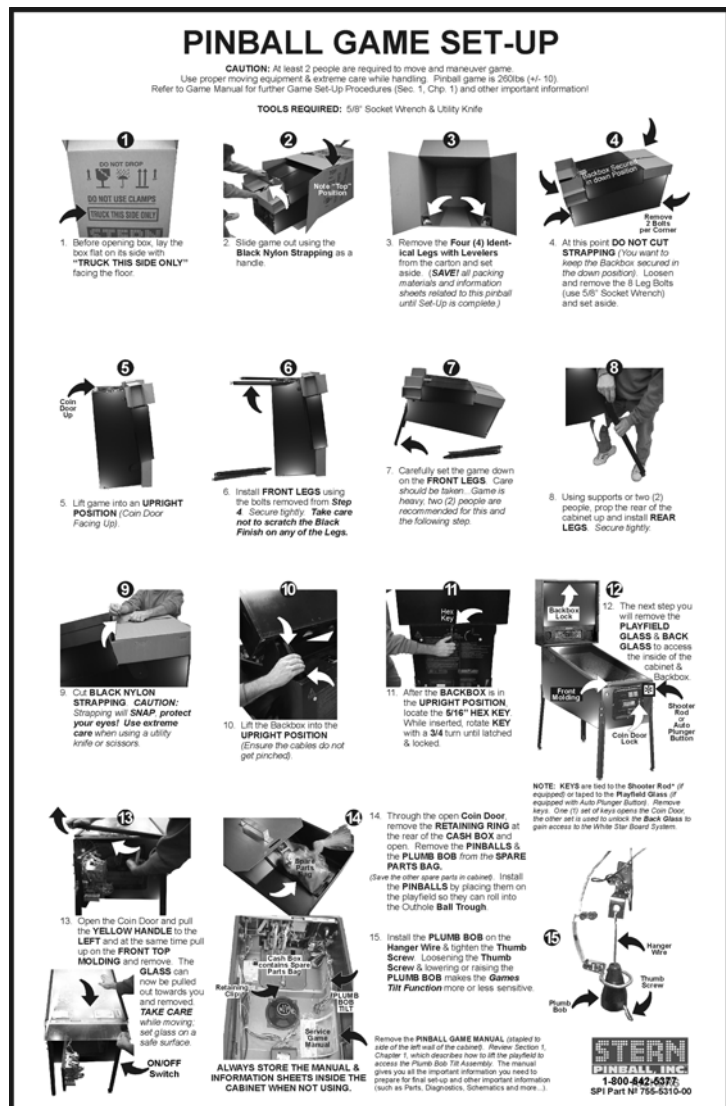 PINBALL GAME SET-UP
CAUTION: At least 2 people are required to move and maneuver game.
Use proper moving equipment & extreme care while handling. Pinball game is 260lbs (+/- 10).
Refer to Game Manual for further Game Set-Up Procedures (Sec. 1, Chp. 1) and other important information!
TOOLS REQUIRED: 5/8" Socket Wrench & Utility Knife
1
DO NOT DROP
DO NOT USE CLAMPS
TRUCK THIS SIDE ONLY
STERN
1. Before opening box, lay the
box flat on its side with
"TRUCK THIS SIDE ONLY"
facing the floor.
2
Note "Top"
Position
2. Slide game out using the
Black Nylon Strapping as a
handle.
3
3. Remove the Four (4) Ident-
ical Legs with Levelers
from the carton and set
aside. (SAVE! all packing
materials and information
sheets related to this pinball
until Set-Up is complete.)
4
Backbox Secured
in down Position
Remove
2 Bolts
per Corner
4. At this point DO NOT CUT
STRAPPING (You want to
keep the Backbox secured in
the down position). Loosen
and remove the 8 Leg Bolts
(use 5/8" Socket Wrench)
and set aside.
5
Coin
Door
Up
5. Lift game into an UPRIGHT
POSITION (Coin Door
Facing Up).
6
6. Install FRONT LEGS using
the bolts removed from Step
4. Secure tightly. Take care
not to scratch the Black
Finish on any of the Legs.
7
7. Carefully set the game down
on the FRONT LEGS. Care
should be taken...Game is
heavy, two (2) people are
recommended for this and
the following step.
8
8. Using supports or two (2)
people, prop the rear of the
cabinet up and install REAR
LEGS. Secure tightly.
9
9. Cut BLACK NYLON
STRAPPING. CAUTION:
Strapping will SNAP, protect
your eyes! Use extreme
care when using a utility
knife or scissors.
10
10. Lift the Backbox into the
UPRIGHT POSITION
(Ensure the cables do not
get pinched).
11
Hex
Key
11. After the BACKBOX is in
the UPRIGHT POSITION,
locate the 5/16" HEX KEY.
While inserted, rotate KEY
with a 3/4 turn until latched
& locked.
12
Backbox
Lock
12. The next step you
will remove the
PLAYFIELD
GLASS & BACK
GLASS to access
the inside of the
cabinet &
Backbox.
Front
Molding
Coin Door
Lock
Shooter
Rod
or
Auto
Plunger
Button
NOTE: KEYS are tied to the Shooter Rod* (if
equipped) or taped to the Playfield Glass (if
equipped with Auto Plunger Button). Remove
keys. One (1) set of keys opens the Coin Door,
the other set is used to unlock the Back Glass to
gain access to the White Star Board System.
13
13. Open the Coin Door and pull
the YELLOW HANDLE to the
LEFT and at the same time pull
up on the FRONT TOP
MOLDING and remove. The
GLASS can
now be pulled
out towards you
and removed.
TAKE CARE
while moving;
set glass on a
safe surface.
ON/OFF
Switch
14
Spare
Parts
Bag
Cash Box
contains Spare
Parts Bag
Retaining
Clip
PLUMB
BOB
TILT
Service
Game
Manual
ALWAYS STORE THE MANUAL &
INFORMATION SHEETS INSIDE THE
CABINET WHEN NOT USING.
14. Through the open Coin Door,
remove the RETAINING RING at
the rear of the CASH BOX and
open. Remove the PINBALLS &
the PLUMB BOB from the SPARE
PARTS BAG.
(Save the other spare parts in cabinet). Install
the PINBALLS by placing them on
the playfield so they can roll into
the Outhole Ball Trough.
15. Install the PLUMB BOB on the
Hanger Wire & tighten the Thumb
Screw. Loosening the Thumb
Screw & lowering or raising the
PLUMB BOB makes the Games
Tilt Function more or less sensitive.
Remove the PINBALL GAME MANUAL (stapled to
side of the left wall of the cabinet). Review Section 1,
Chapter 1, which describes how to lift the playfield to
access the Plumb Bob Tilt Assembly. The manual
gives you all the important information you need to
prepare for final set-up and other important information
(such as Parts, Diagnostics, Schematics and more...).
15
Hanger
Wire
Thumb
Screw
Plumb
Bob
STERN
PINBALL, INC.
1-800-542-5377
SPI Part Nº 755-5310-00